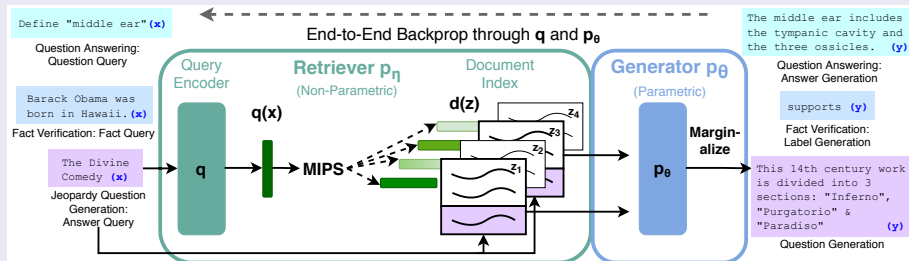 Define "middle ear" (x)
Question Answering:
Question Query
Barack Obama was
born in Hawaii. (x)
Fact Verification: Fact Query
The Divine
Comedy (x)
Jeopardy Question
Generation:
Answer Query
End-to-End Backprop through q and pθ
Query
Encoder
q
q(x)
Retriever pη
(Non-Parametric)
MIPS
Document
Index
d(z)
z4
z3
z2
z1
Generator pθ
(Parametric)
pθ
Margin-
alize
The middle ear includes
the tympanic cavity and
the three ossicles. (y)
Question Answering:
Answer Generation
supports (y)
Fact Verification:
Label Generation
This 14th century work
is divided into 3
sections: "Inferno",
"Purgatorio" &
"Paradiso" (y)
Question Generation